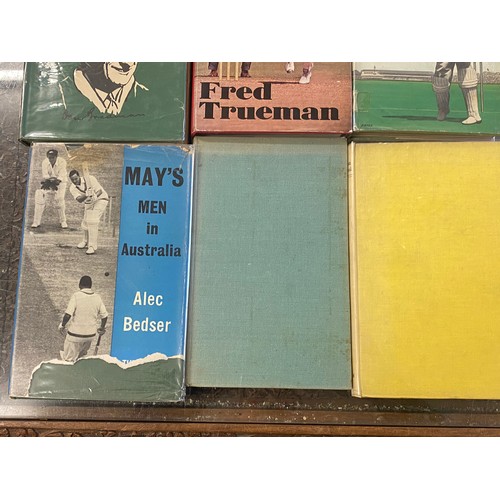 Fred
Trueman
MAY'S
MEN
in
Australia
Alec
Bedser